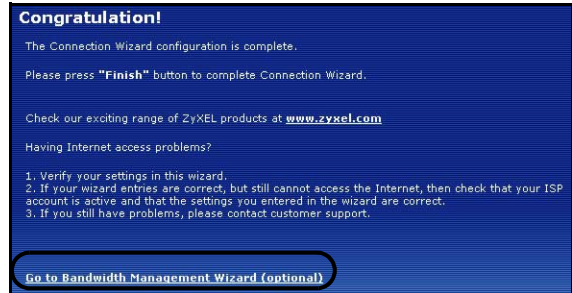 Congratulation!
The Connection Wizard configuration is complete.
Please press "Finish" button to complete Connection Wizard.
Check our exciting range of ZyXEL products at www.zyxel.com
Having Internet access problems?
1. Verify your settings in this wizard.
2. If your wizard entries are correct, but still cannot access the Internet, then check that your ISP
account is active and that the settings you entered in the wizard are correct.
3. If you still have problems, please contact customer support.
Go to Bandwidth Management Wizard (optional)